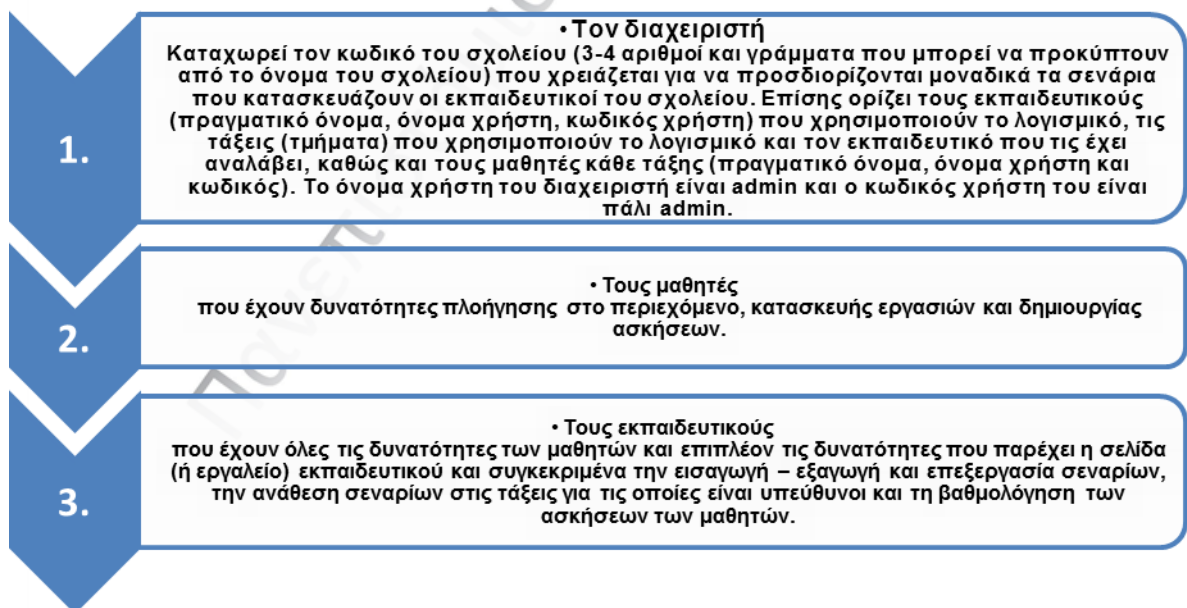 1.
• Τον διαχειριστή
Καταχωρεί τον κωδικό του σχολείου (3-4 αριθμοί και γράμματα που μπορεί να προκύπτουν
από το όνομα του σχολείου) που χρειάζεται για να προσδιορίζονται μοναδικά τα σενάρια
που κατασκευάζουν οι εκπαιδευτικοί του σχολείου. Επίσης ορίζει τους εκπαιδευτικούς
(πραγματικό όνομα, όνομα χρήστη, κωδικός χρήστη) που χρησιμοποιούν το λογισμικό, τις
τάξεις (τμήματα) που χρησιμοποιούν το λογισμικό και τον εκπαιδευτικό που τις έχει
αναλάβει, καθώς και τους μαθητές κάθε τάξης (πραγματικό όνομα, όνομα χρήστη και
κωδικός). Το όνομα χρήστη του διαχειριστή είναι admin και ο κωδικός χρήστη του είναι
πάλι admin.
2.
• Τους μαθητές
που έχουν δυνατότητες πλοήγησης στο περιεχόμενο, κατασκευής εργασιών και δημιουργίας
ασκήσεων.
3.
• Τους εκπαιδευτικούς
που έχουν όλες τις δυνατότητες των μαθητών και επιπλέον τις δυνατότητες που παρέχει η σελίδα
(ή εργαλείο) εκπαιδευτικού και συγκεκριμένα την εισαγωγή – εξαγωγή και επεξεργασία σεναρίων,
την ανάθεση σεναρίων στις τάξεις για τις οποίες είναι υπεύθυνοι και τη βαθμολόγηση των
ασκήσεων των μαθητών.